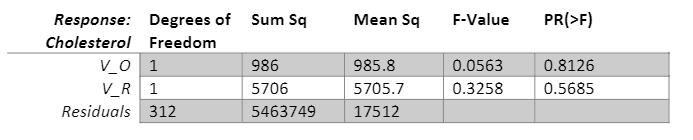 Response: Degrees of Sum Sq Mean Sq F-Value PR(>F)
Cholesterol Freedom
V_O 1 986 985.8 0.0563 0.8126
V_R 1 5706 5705.7 0.3258 0.5685
Residuals 312 5463749 17512